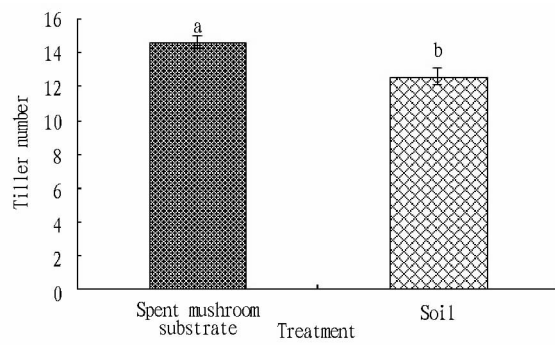 Tiller number
16
14
12
10
8
6
4
2
0
a
b
Spent mushroom
substrate
Soil
Treatment